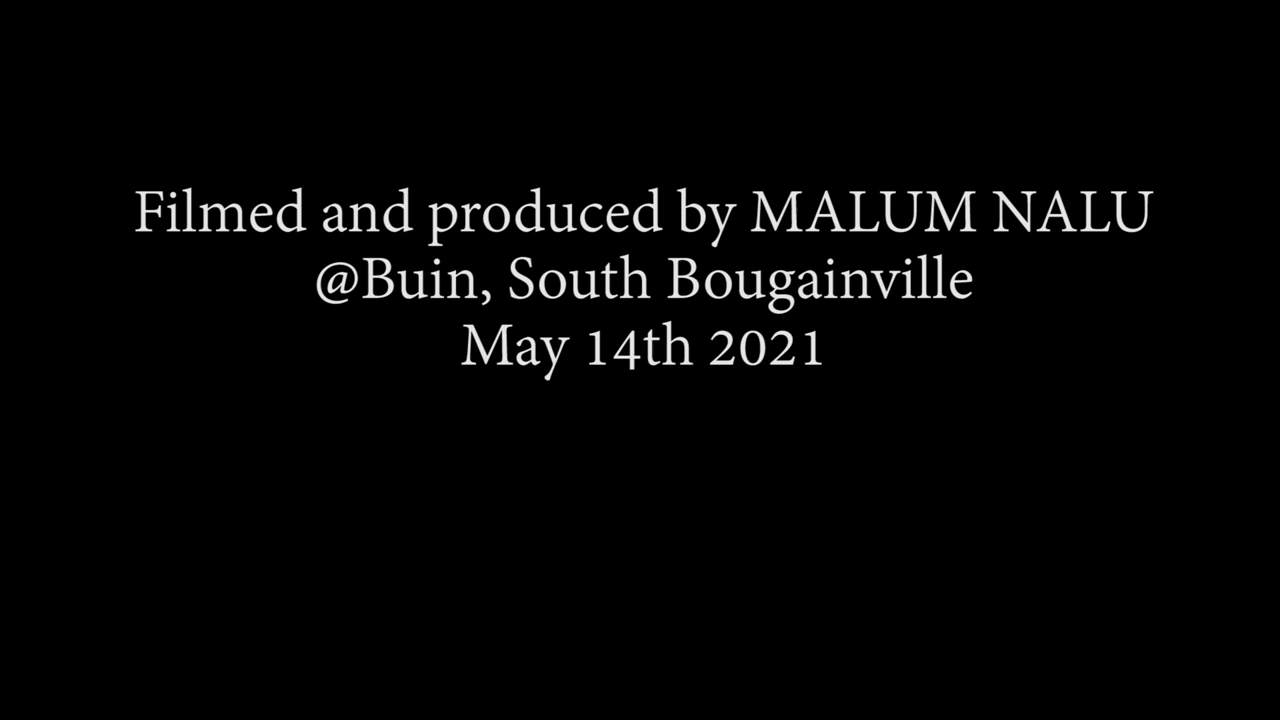 Filmed and produced by MALUM NALU
@Buin, South Bougainville
May 14th 2021